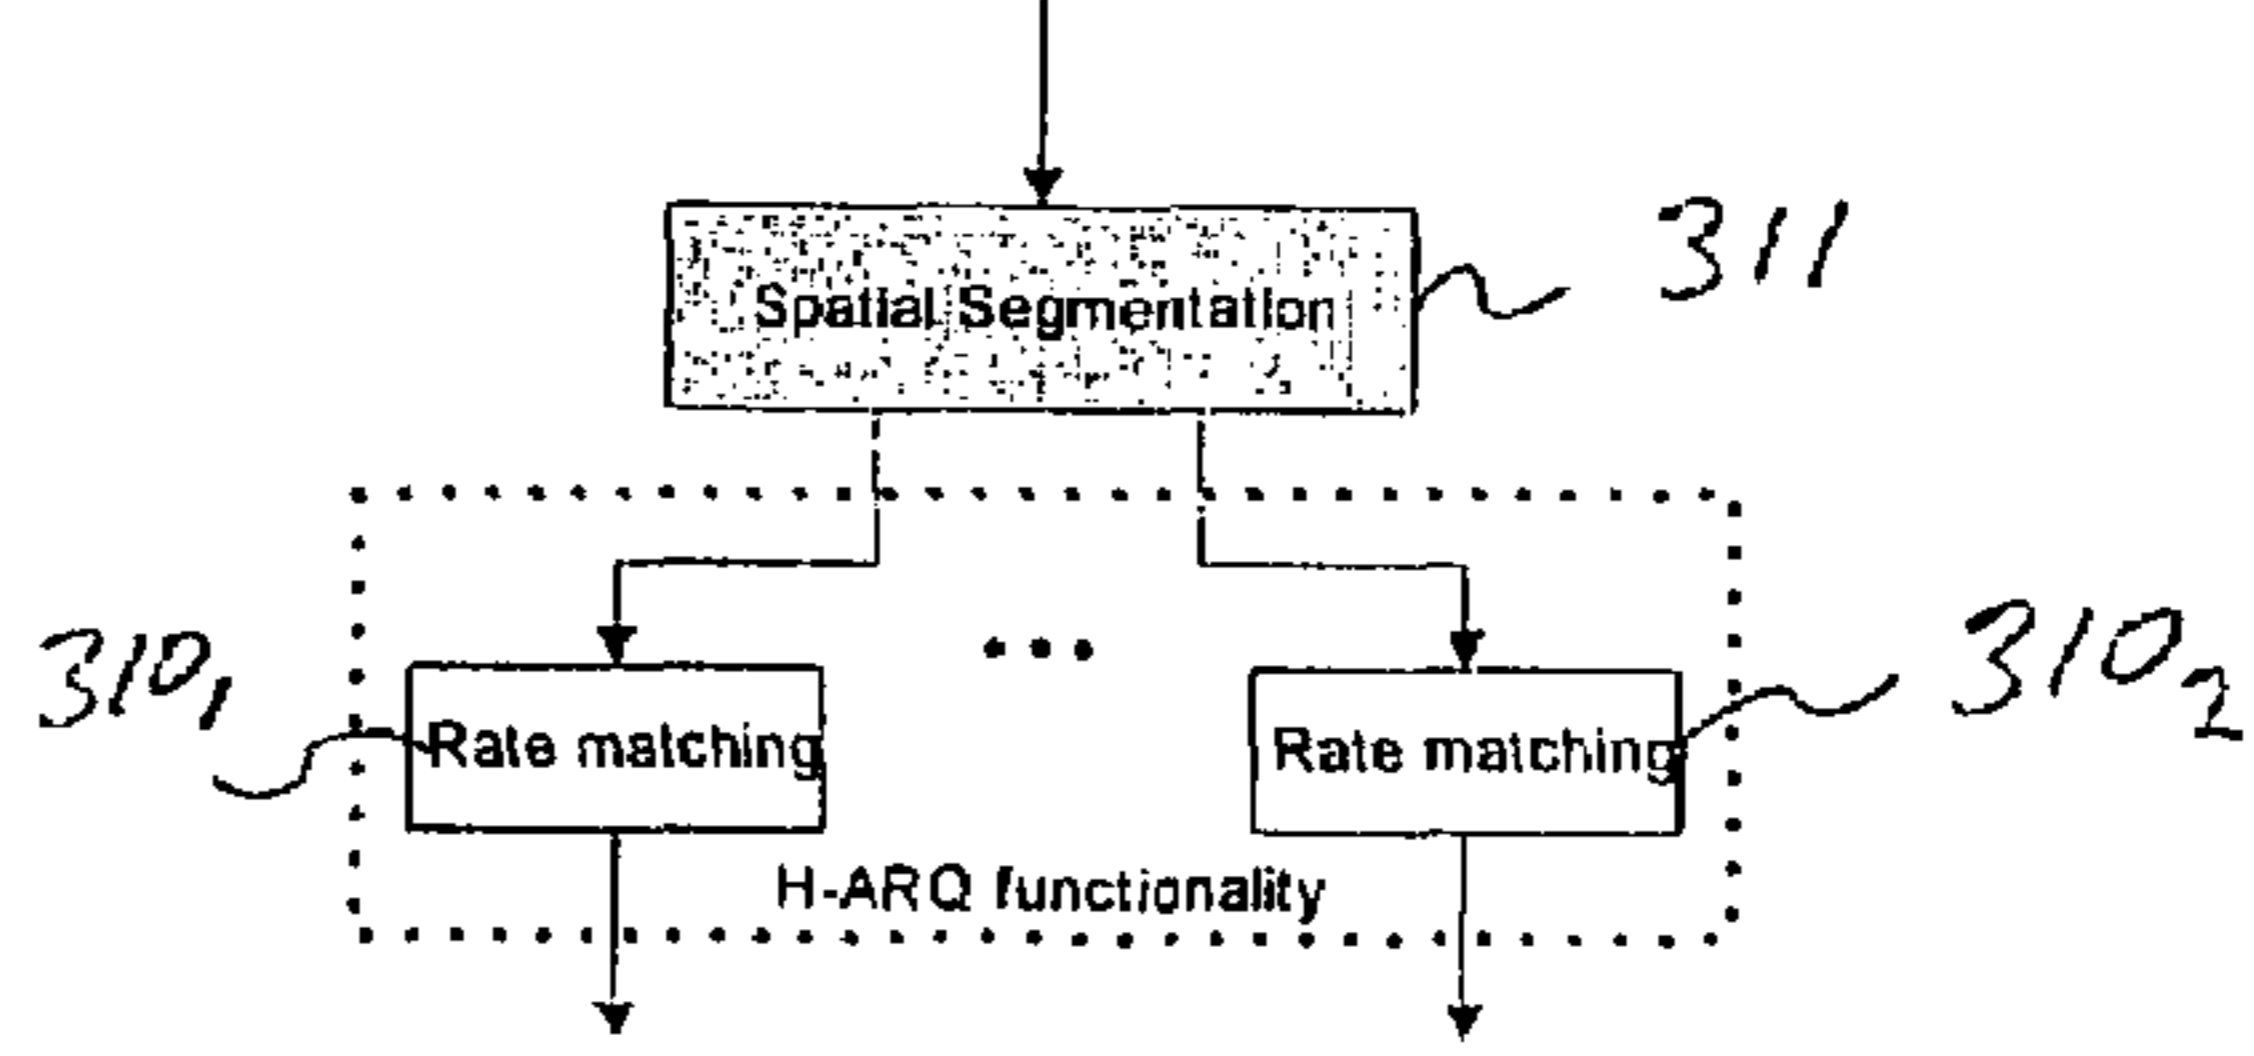 Spatial Segmentation
311
310₁
Rate matching
• • •
Rate matching
310₂
H-ARQ functionality